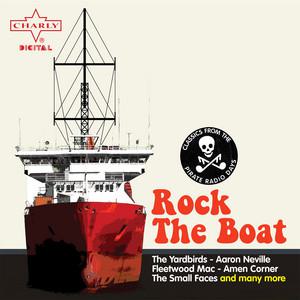 CHARLY
®
DIGITAL
CLASSICS FROM THE
PIRATE RADIO DAYS
Rock
The Boat
The Yardbirds - Aaron Neville
Fleetwood Mac - Amen Corner
The Small Faces and many more